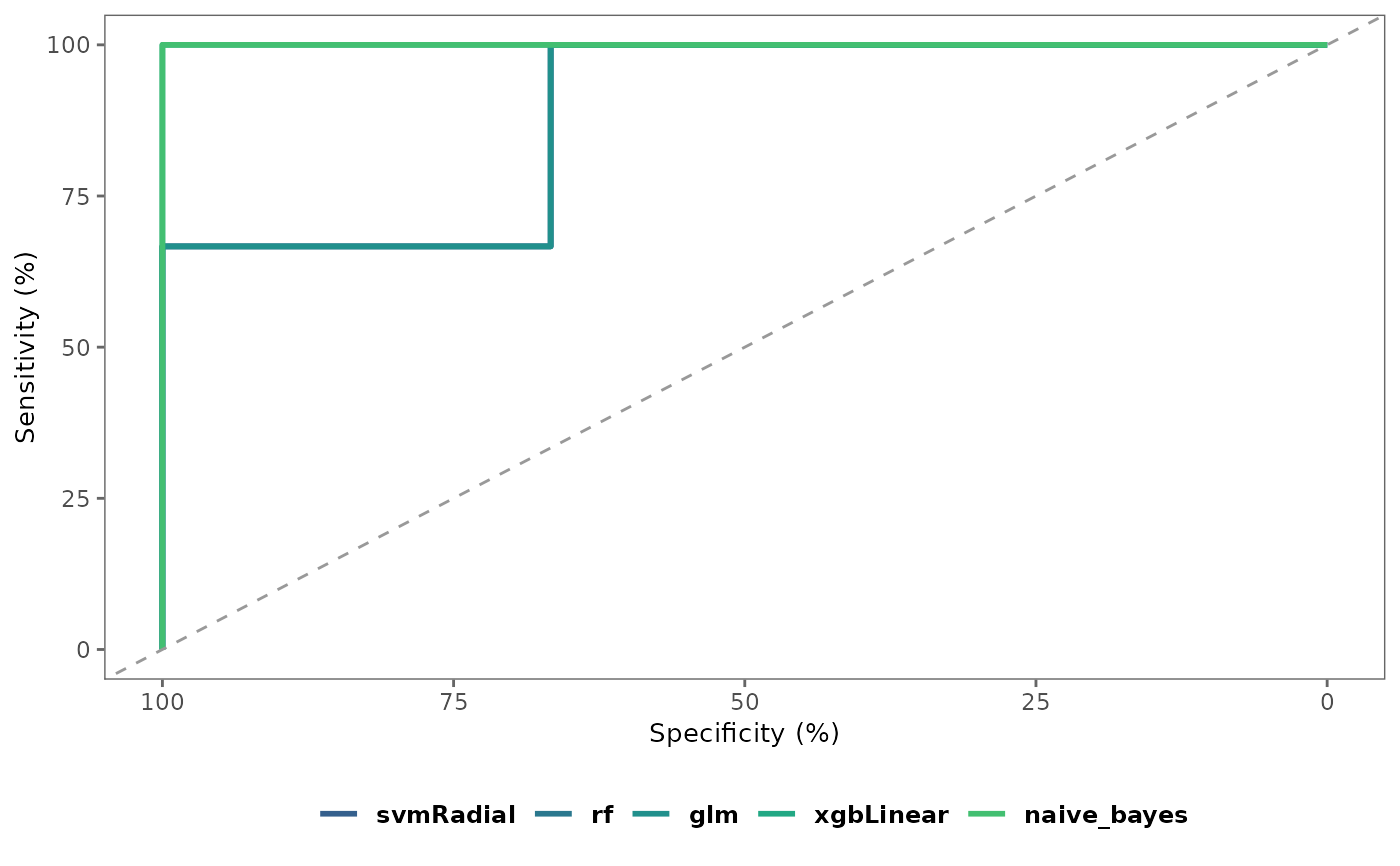 100
75
50
25
0
Sensitivity (%)
100 75 50 25 0
Specificity (%)
svmRadial rf glm xgbLinear naive_bayes